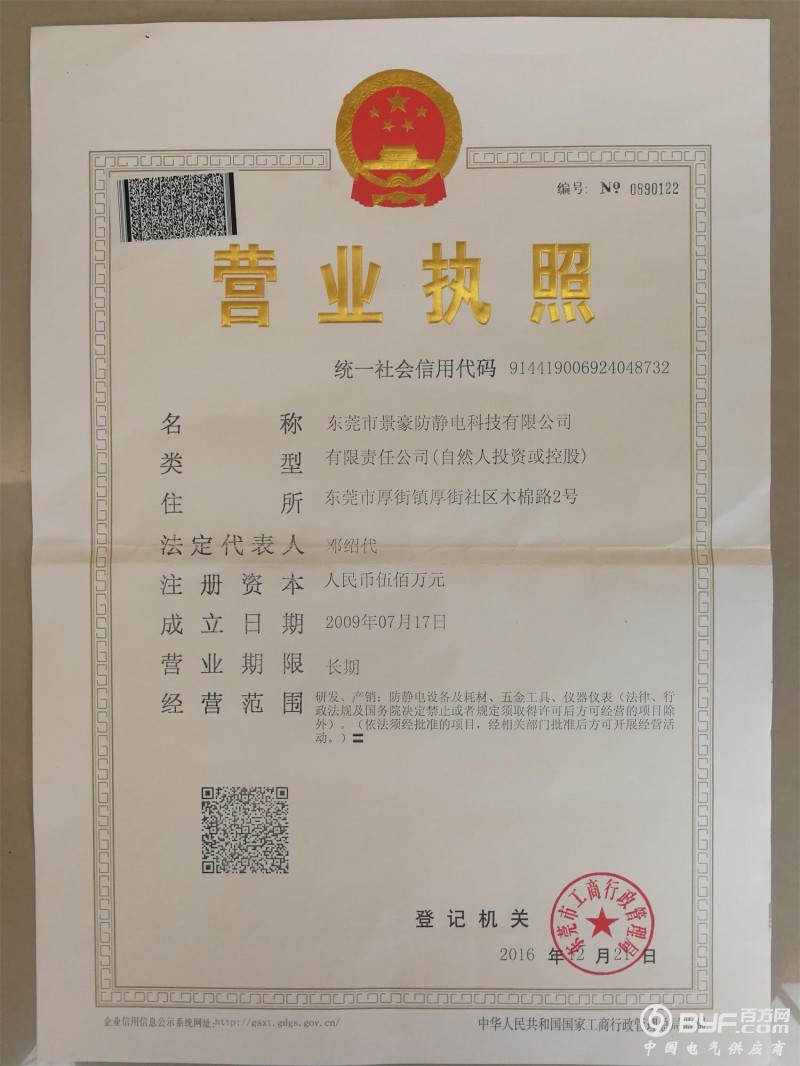 编号: № 0890122
营业执照
统一社会信用代码 914419006924048732
名称 东莞市景豪防静电科技有限公司
类型 有限责任公司(自然人投资或控股)
住所 东莞市厚街镇厚街社区木棉路2号
法定代表人 邓绍代
注册资本 人民币伍佰万元
成立日期 2009年07月17日
营业期限 长期
经营范围 研发、产销：防静电设备及耗材、五金工具、仪器仪表（法律、行
政法规及国务院决定禁止或者规定须取得许可后方可经营的项目除
外）。（依法须经批准的项目，经相关部门批准后方可开展经营活
动。）
登记机关
东莞市工商行政管理局
2016 年 12 月 21 日
企业信用信息公示系统网址:http://gsxt.gdgs.gov.cn/
中华人民共和国国家工商行政管理总局监制
BYF.com 百方网
中国电气供应商